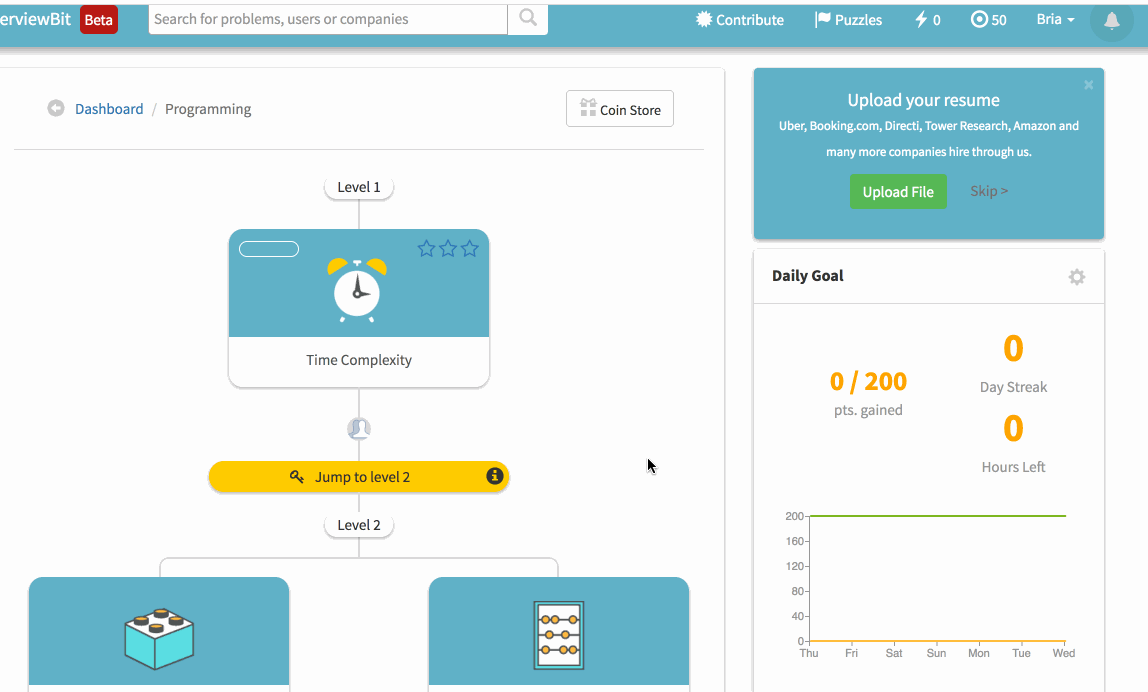 erviewBit Beta
Search for problems, users or companies
Contribute
Puzzles
0
50
Bria
Dashboard / Programming
Coin Store
Level 1
Time Complexity
Jump to level 2
Level 2
Upload your resume
Uber, Booking.com, Directi, Tower Research, Amazon and
many more companies hire through us.
Upload File
Skip >
Daily Goal
0 / 200
pts. gained
0
Day Streak
0
Hours Left
200
160
120
80
40
0
Thu Fri Sat Sun Mon Tue Wed